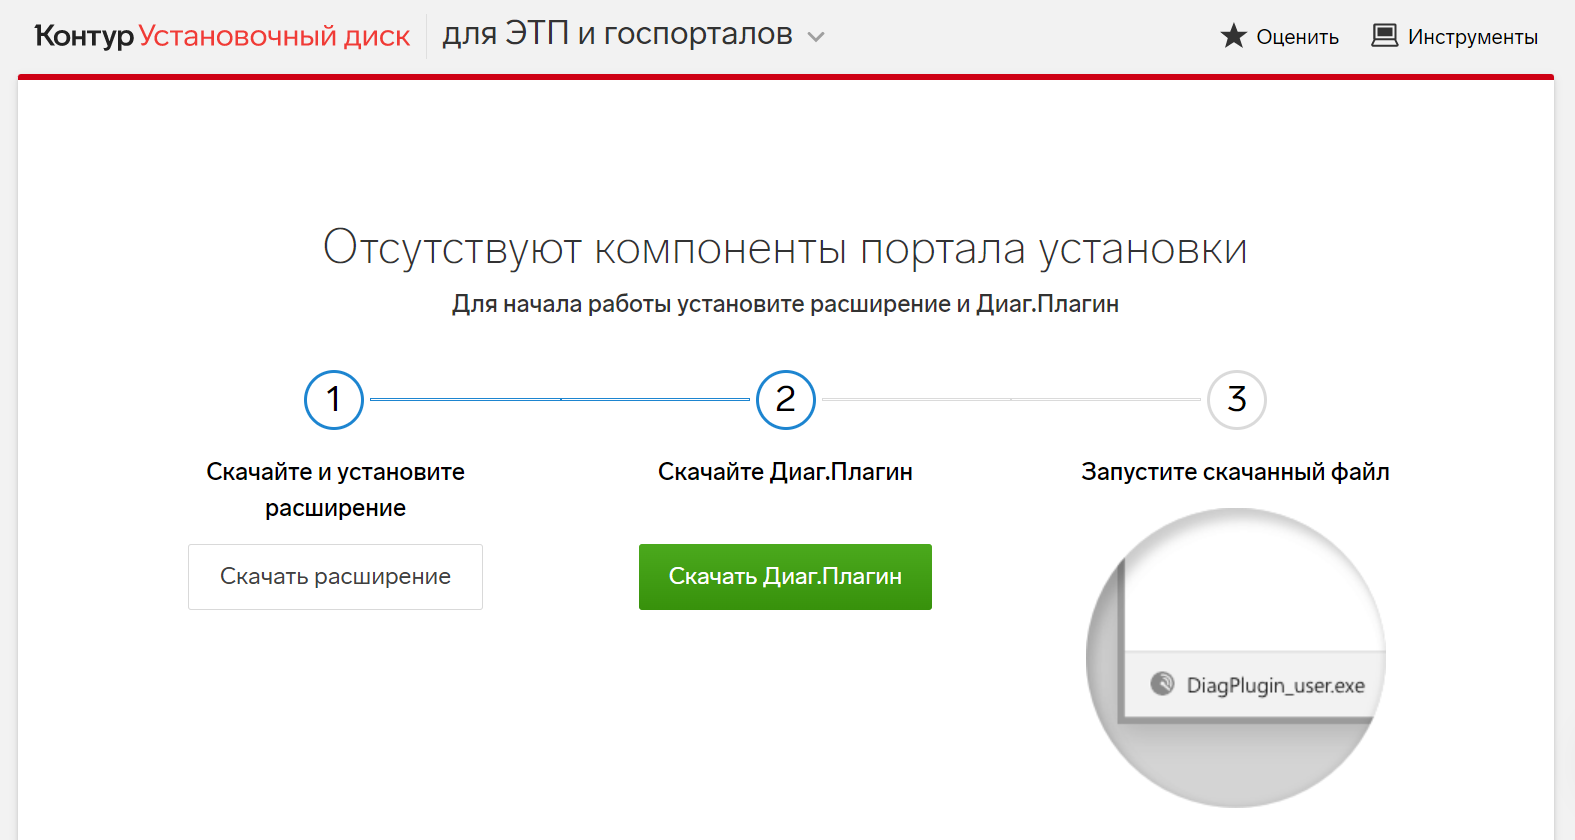 Контур Установочный диск для ЭТП и госпорталов Оценить Инструменты
Отсутствуют компоненты портала установки
Для начала работы установите расширение и Диаг.Плагин
1 2 3
Скачайте и установите
расширение
Скачать расширение
Скачайте Диаг.Плагин
Скачать Диаг.Плагин
Запустите скачанный файл
DiagPlugin_user.exe